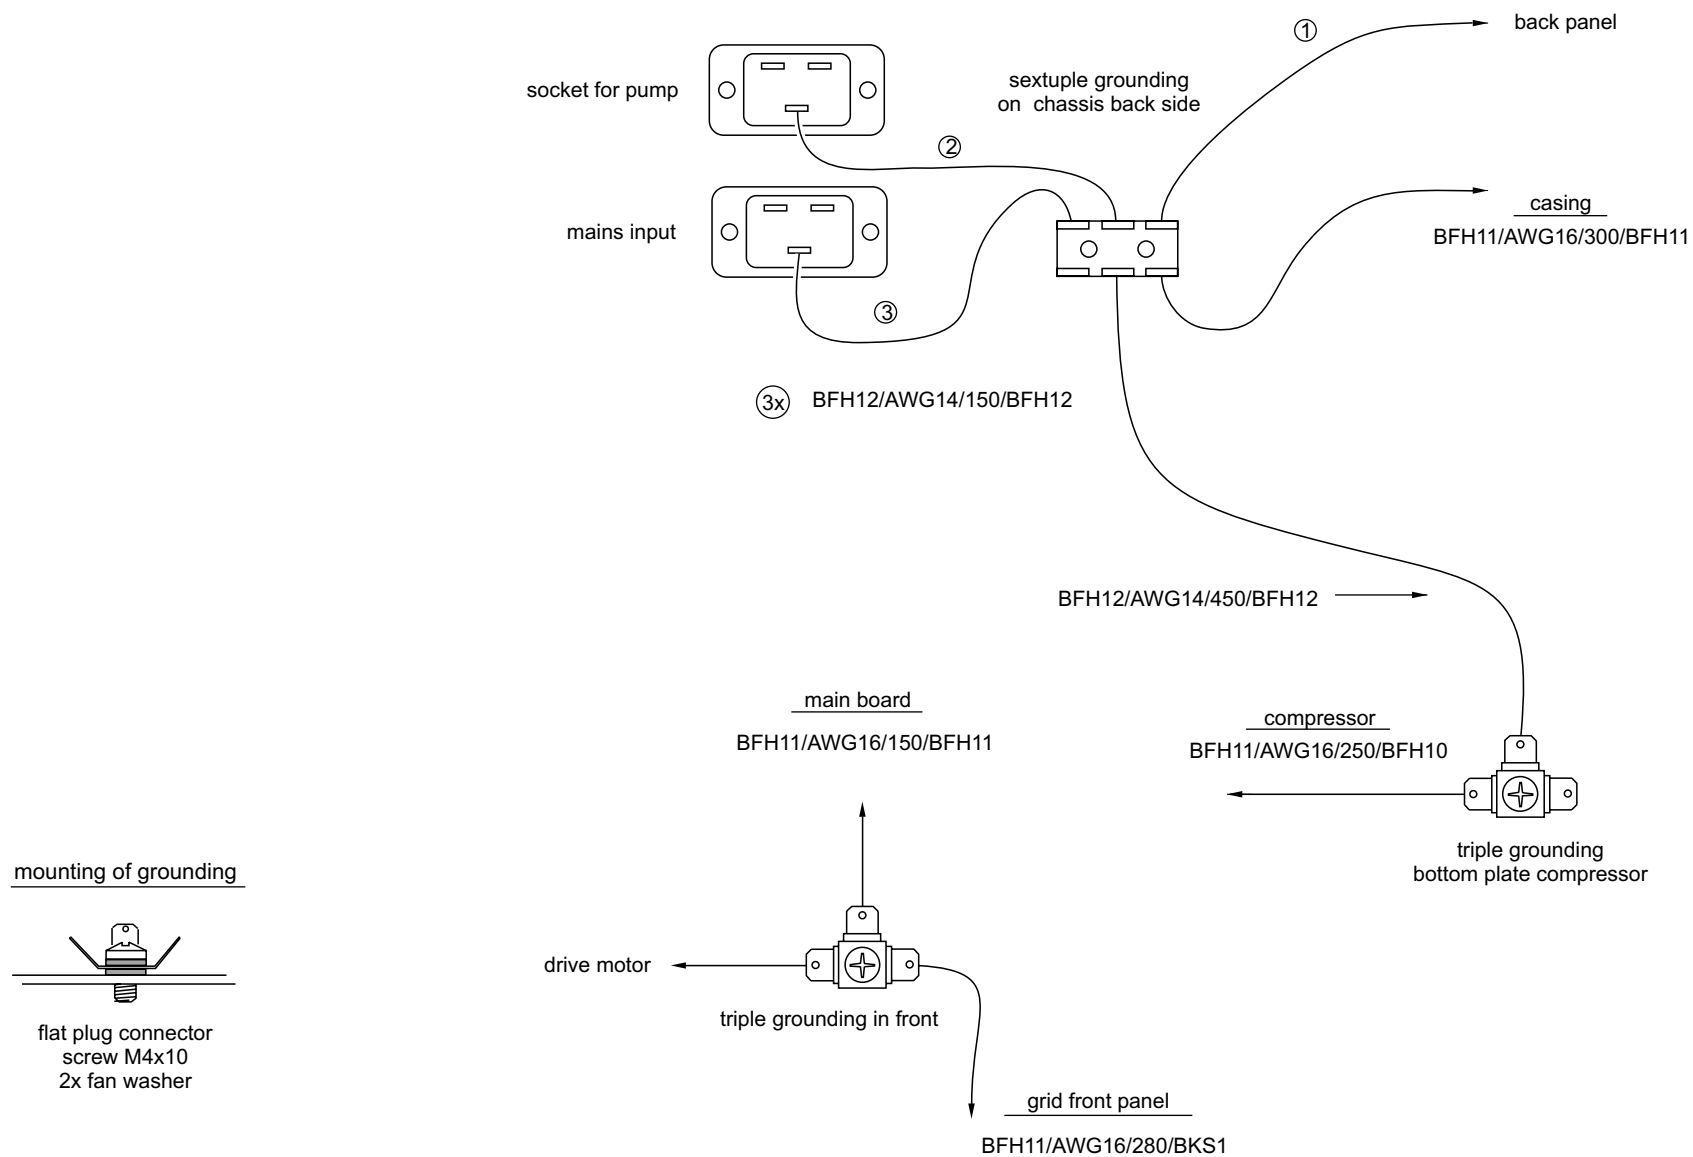 1
back panel
socket for pump
sextuple grounding
on chassis back side
2
casing
BFH11/AWG16/300/BFH11
mains input
3
3x BFH12/AWG14/150/BFH12
BFH12/AWG14/450/BFH12
main board
BFH11/AWG16/150/BFH11
compressor
BFH11/AWG16/250/BFH10
triple grounding
bottom plate compressor
mounting of grounding
flat plug connector
screw M4x10
2x fan washer
drive motor
triple grounding in front
grid front panel
BFH11/AWG16/280/BKS1